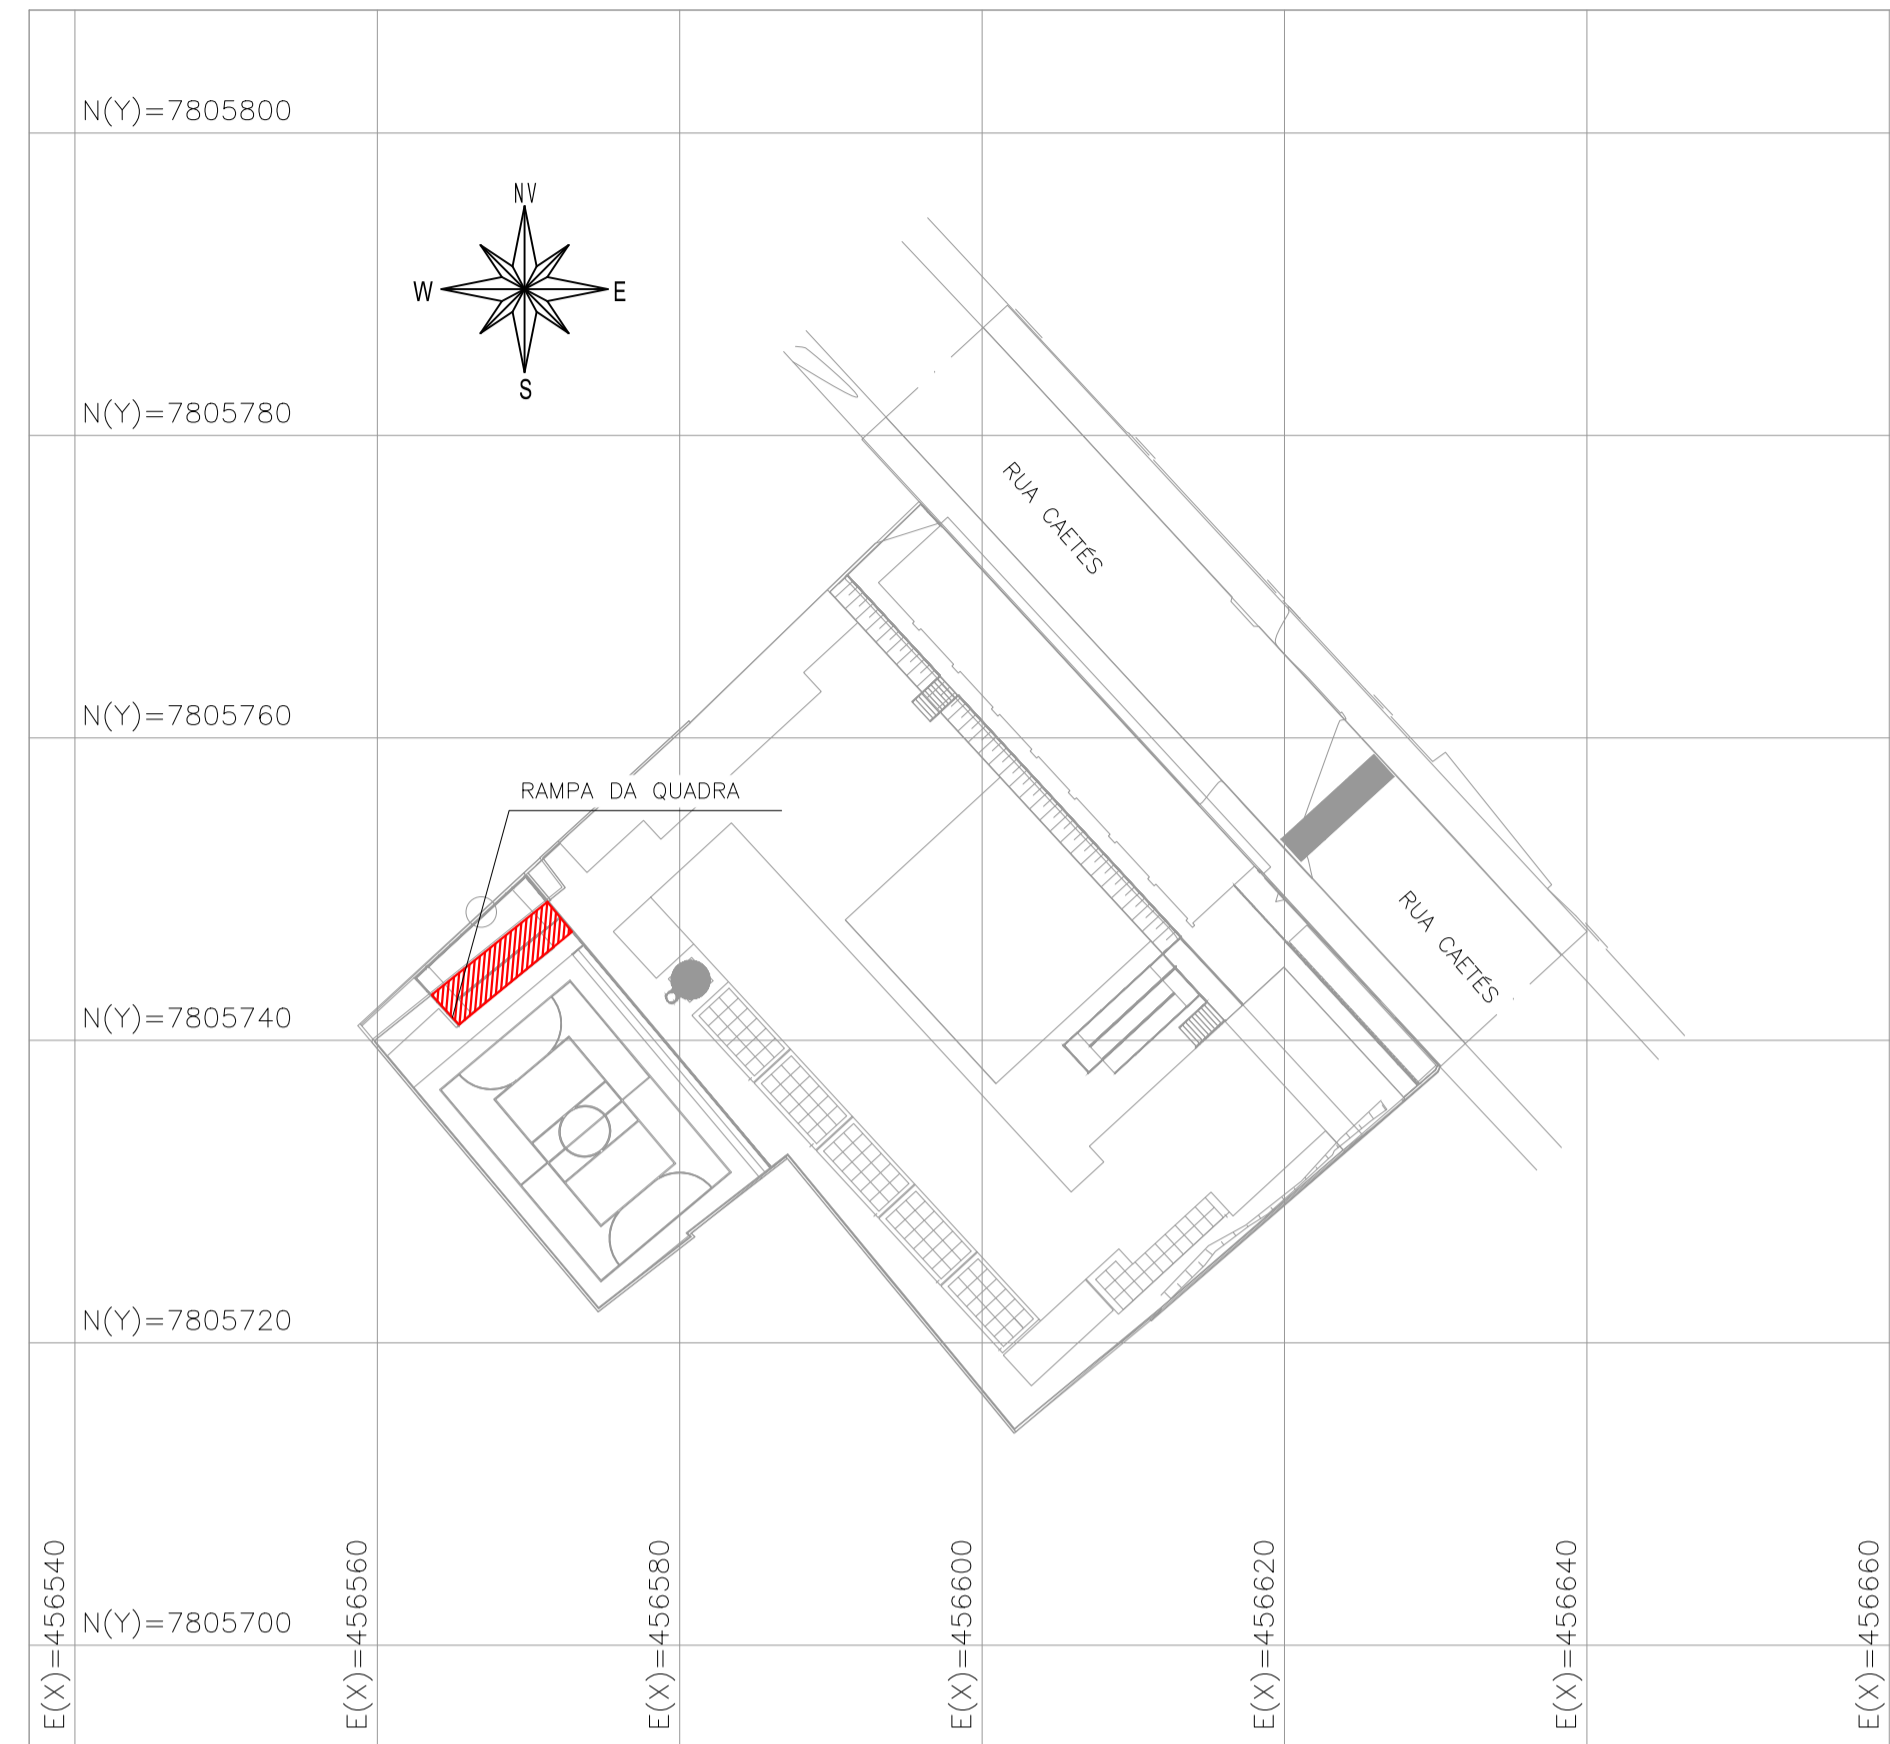 N(Y)=7805800
NV
W
E
S
N(Y)=7805780
RUA CAETÉS
N(Y)=7805760
RAMPA DA QUADRA
RUA CAETÉS
N(Y)=7805740
N(Y)=7805720
N(Y)=7805700
E(X)=456540
E(X)=456560
E(X)=456580
E(X)=456600
E(X)=456620
E(X)=456640
E(X)=456660